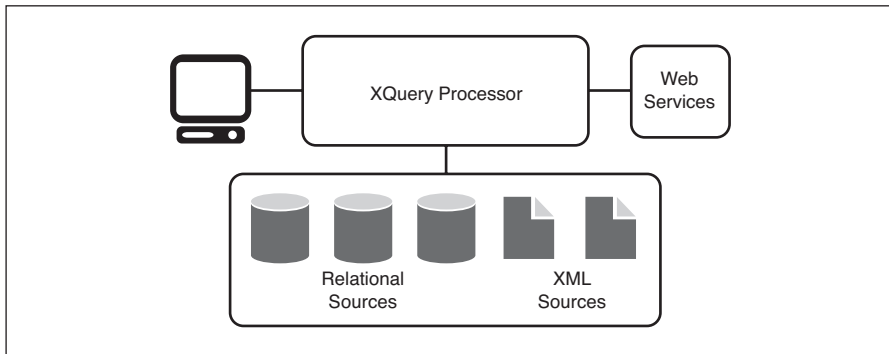 XQuery Processor
Web
Services
Relational
Sources
XML
Sources